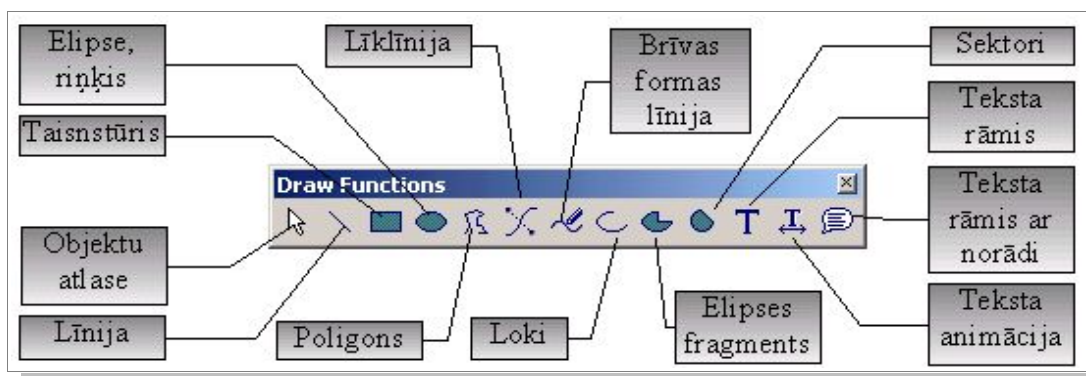 Elipse,
riņķis
Līklīnija
Brīvas
formas
līnija
Sektori
Taisnstūris
Teksta
rāmis
Draw Functions
Teksta
rāmis ar
norādi
Objektu
atlase
Līnija
Poligons
Loki
Elipses
fragments
Teksta
animācija
T
T